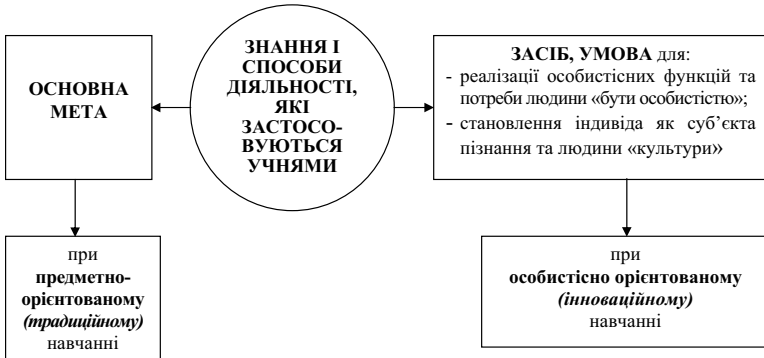 ОСНОВНА
МЕТА
ЗНАННЯ І
СПОСОБИ
ДІЯЛЬНОСТІ,
ЯКІ
ЗАСТОСО-
ВУЮТЬСЯ
УЧНЯМИ
ЗАСІБ, УМОВА для:
- реалізації особистісних функцій та
потреби людини «бути особистістю»;
- становлення індивіда як суб’єкта
пізнання та людини «культури»
при
предметно-
орієнтованому
(традиційному)
навчанні
при
особистісно орієнтованому
(інноваційному)
навчанні